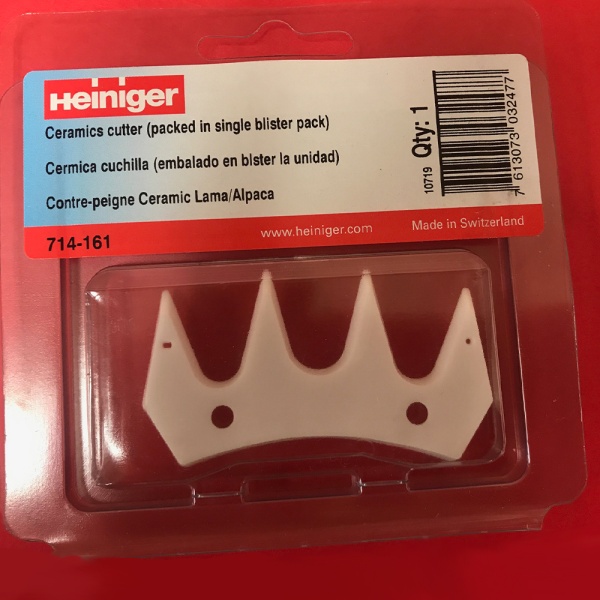 Heiniger
Ceramics cutter (packed in single blister pack)
Cermica cuchilla (embalado en blster la unidad)
Contre-peigne Ceramic Lama/Alpaca
714-161
www.heiniger.com
Made in Switzerland
10719
Qty: 1
7 613073 032477